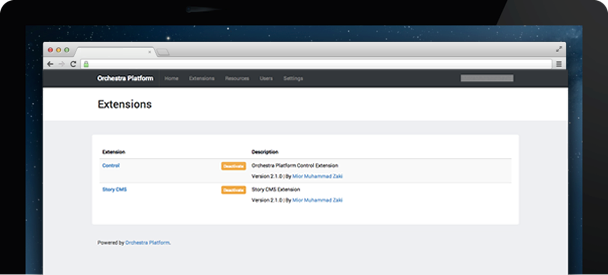 Orchestra Platform Home Extensions Resources Users Settings
Extensions
Extension Description
Control Deactivate Orchestra Platform Control Extension
Version 2.1.0 | By Mior Muhammad Zaki
Story CMS Deactivate Story CMS Extension
Version 2.1.0 | By Mior Muhammad Zaki
Powered by Orchestra Platform.